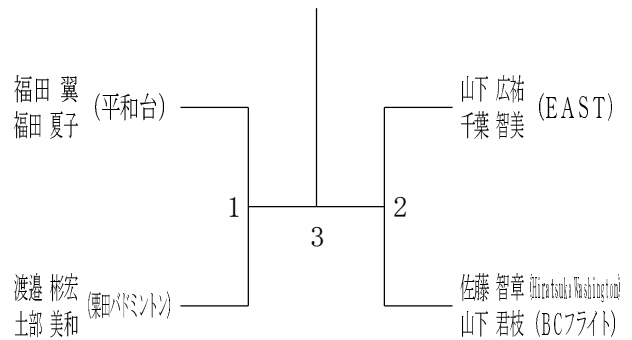 福田 翼
福田 夏子
(平和台)
山下 広祐
千葉 智美
(EAST)
1
2
3
渡邉 彬宏
土部 美和
(栗田バドミントン)
佐藤 智章 (Hiratsuka Washington)
山下 君枝 (BCフライト)